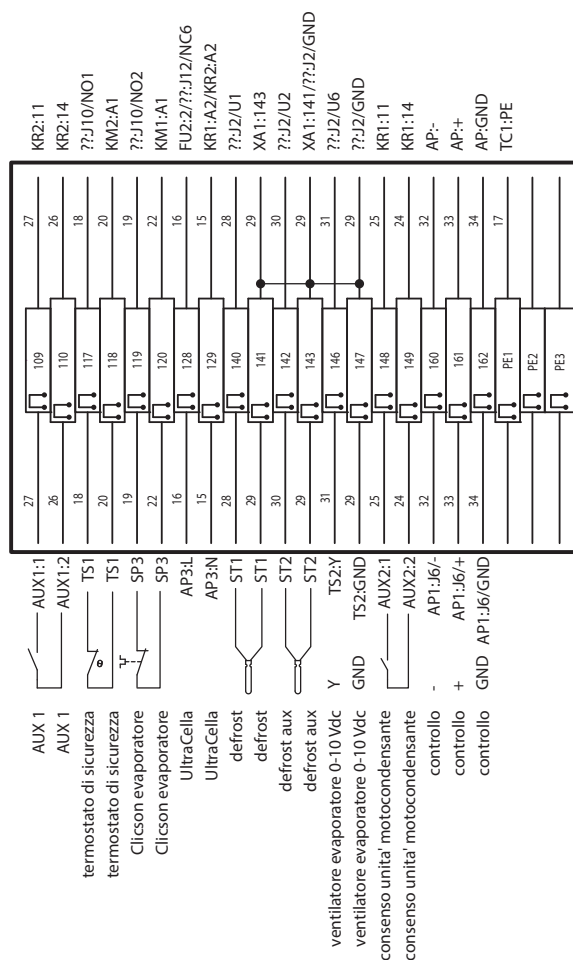 AUX 1 AUX1:1 27 109 27 KR2:11
AUX 1 AUX1:2 26 110 26 KR2:14
termostato di sicurezza TS1 18 117 18 ??:J10/NO1
termostato di sicurezza TS1 20 118 20 KM2:A1
Clicson evaporatore SP3 19 119 19 ??:J10/NO2
Clicson evaporatore SP3 22 120 22 KM1:A1
UltraCella AP3:L 16 128 16 FU2:2/??:J12/NC6
UltraCella AP3:N 15 129 15 KR1:A2/KR2:A2
defrost ST1 28 140 28 ??:J2/U1
defrost ST1 29 141 29 XA1:143
defrost aux ST2 30 142 30 ??:J2/U2
defrost aux ST2 29 143 29 XA1:141/??:J2/GND
ventilatore evaporatore 0-10 Vdc Y TS2:Y 31 146 31 ??:J2/U6
ventilatore evaporatore 0-10 Vdc GND TS2:GND 29 147 29 ??:J2/GND
consenso unita' motocondensante AUX2:1 25 148 25 KR1:11
consenso unita' motocondensante AUX2:2 24 149 24 KR1:14
controllo - AP1:J6/- 32 160 32 AP:-
controllo + AP1:J6/+ 33 161 33 AP:+
controllo GND AP1:J6/GND 34 162 34 AP:GND
PE1 17 TC1:PE
PE2
PE3